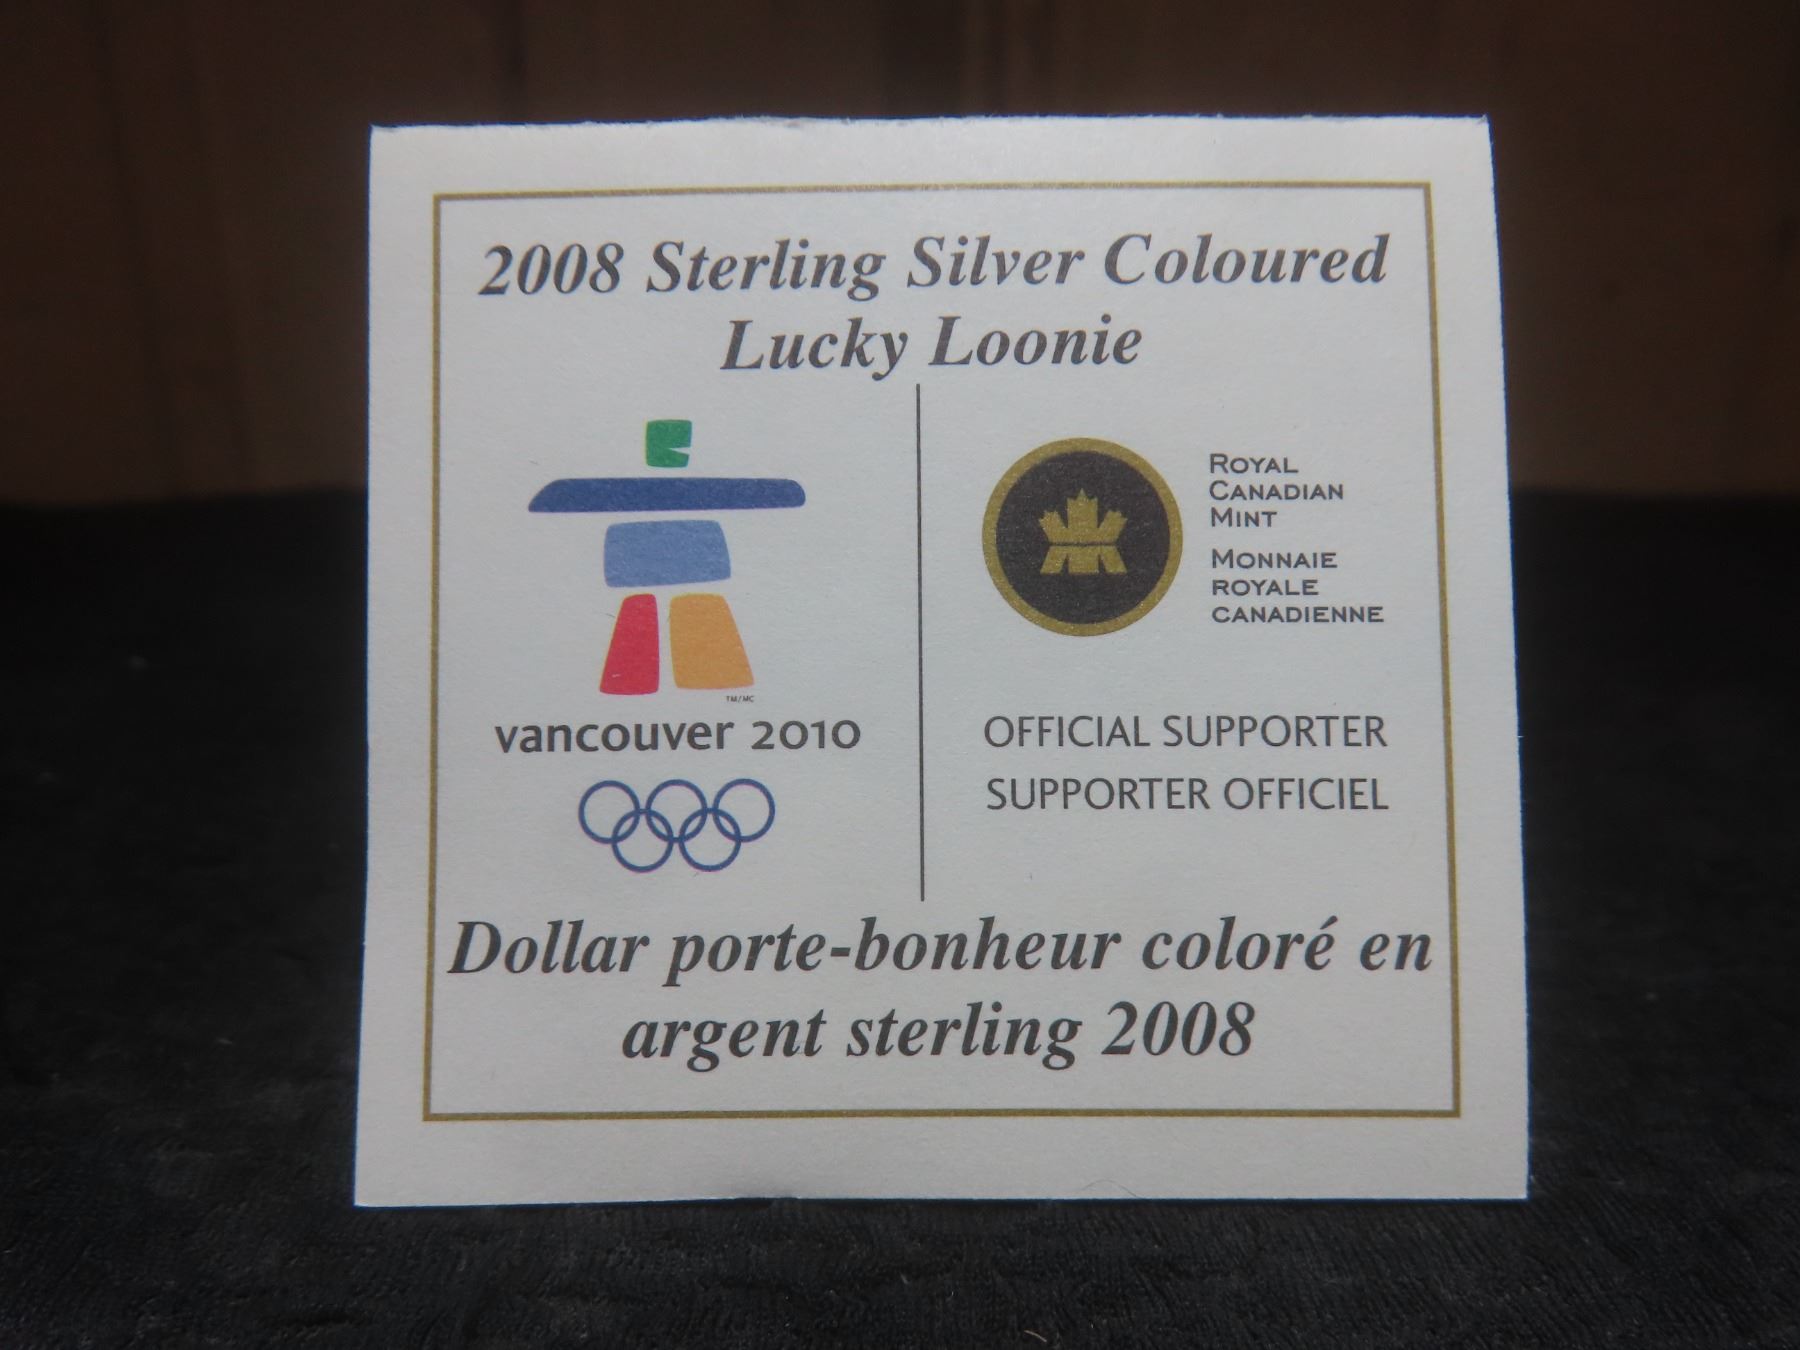 2008 Sterling Silver Coloured
Lucky Loonie
TM/MC
vancouver 2010
ROYAL
CANADIAN
MINT
MONNAIE
ROYALE
CANADIENNE
OFFICIAL SUPPORTER
SUPPORTER OFFICIEL
Dollar porte-bonheur coloré en
argent sterling 2008